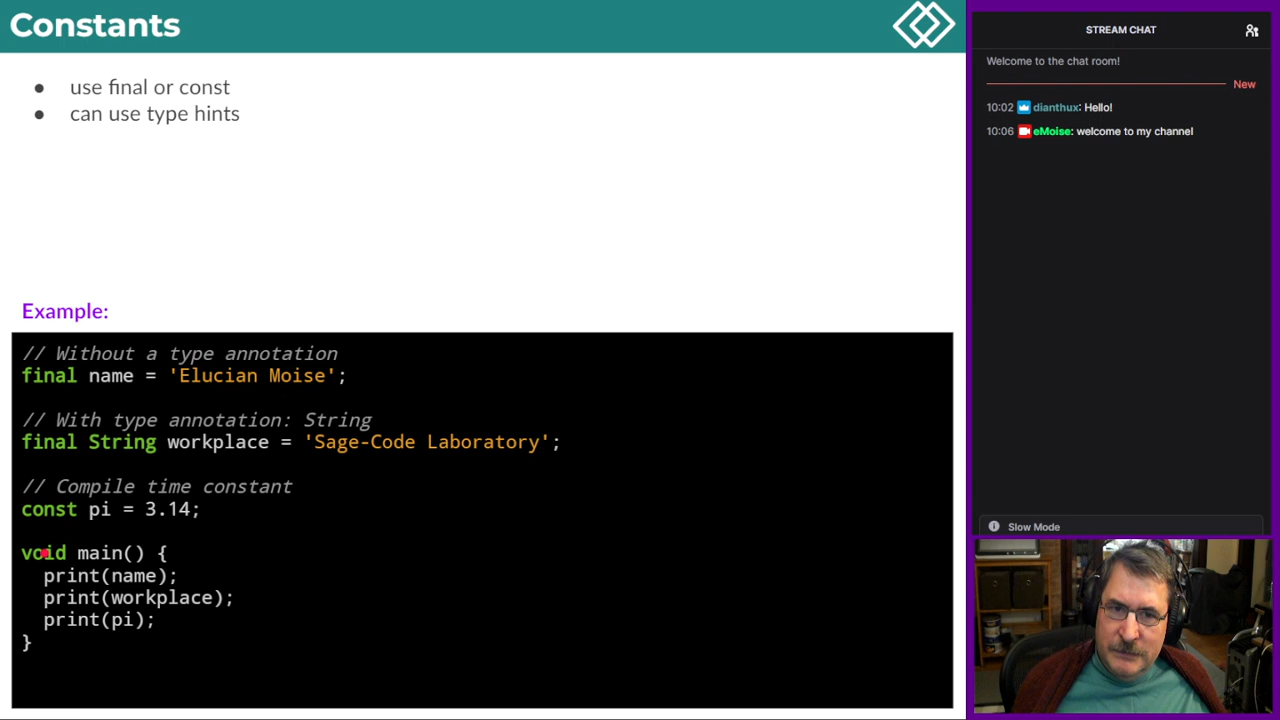 Constants
● use final or const
● can use type hints
Example:
// Without a type annotation
final name = 'Elucian Moise';
// With type annotation: String
final String workplace = 'Sage-Code Laboratory';
// Compile time constant
const pi = 3.14;
void main() {
print(name);
print(workplace);
print(pi);
}
STREAM CHAT
Welcome to the chat room!
New
10:02 dianthux: Hello!
10:06 eMoise: welcome to my channel
Slow Mode